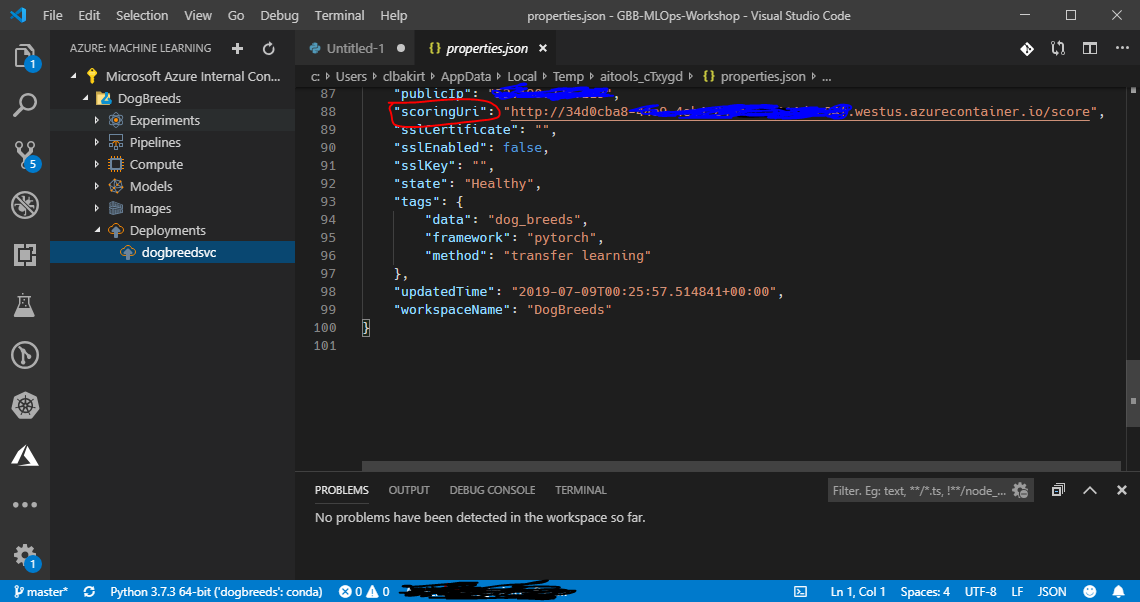 File Edit Selection View Go Debug Terminal Help properties.json - GBB-MLOps-Workshop - Visual Studio Code
AZURE: MACHINE LEARNING
Untitled-1 {} properties.json
c: Users clbakirt AppData Local Temp aitools_cTxygd {} properties.json ...
1
5
1
Microsoft Azure Internal Con...
DogBreeds
Experiments
Pipelines
Compute
Models
Images
Deployments
dogbreedsvc
87 "publicIp": ",
88 "scoringUri": "http://34d0cba8- .westus.azurecontainer.io/score",
89 "sslCertificate": "",
90 "sslEnabled": false,
91 "sslKey": "",
92 "state": "Healthy",
93 "tags": {
94 "data": "dog_breeds",
95 "framework": "pytorch",
96 "method": "transfer learning"
97 },
98 "updatedTime": "2019-07-09T00:25:57.514841+00:00",
99 "workspaceName": "DogBreeds"
100 }
101
PROBLEMS OUTPUT DEBUG CONSOLE TERMINAL Filter. Eg: text, **/*.ts, !**/node_...
No problems have been detected in the workspace so far.
master* Python 3.7.3 64-bit ('dogbreeds': conda) 0 0 Ln 1, Col 1 Spaces: 4 UTF-8 LF JSON